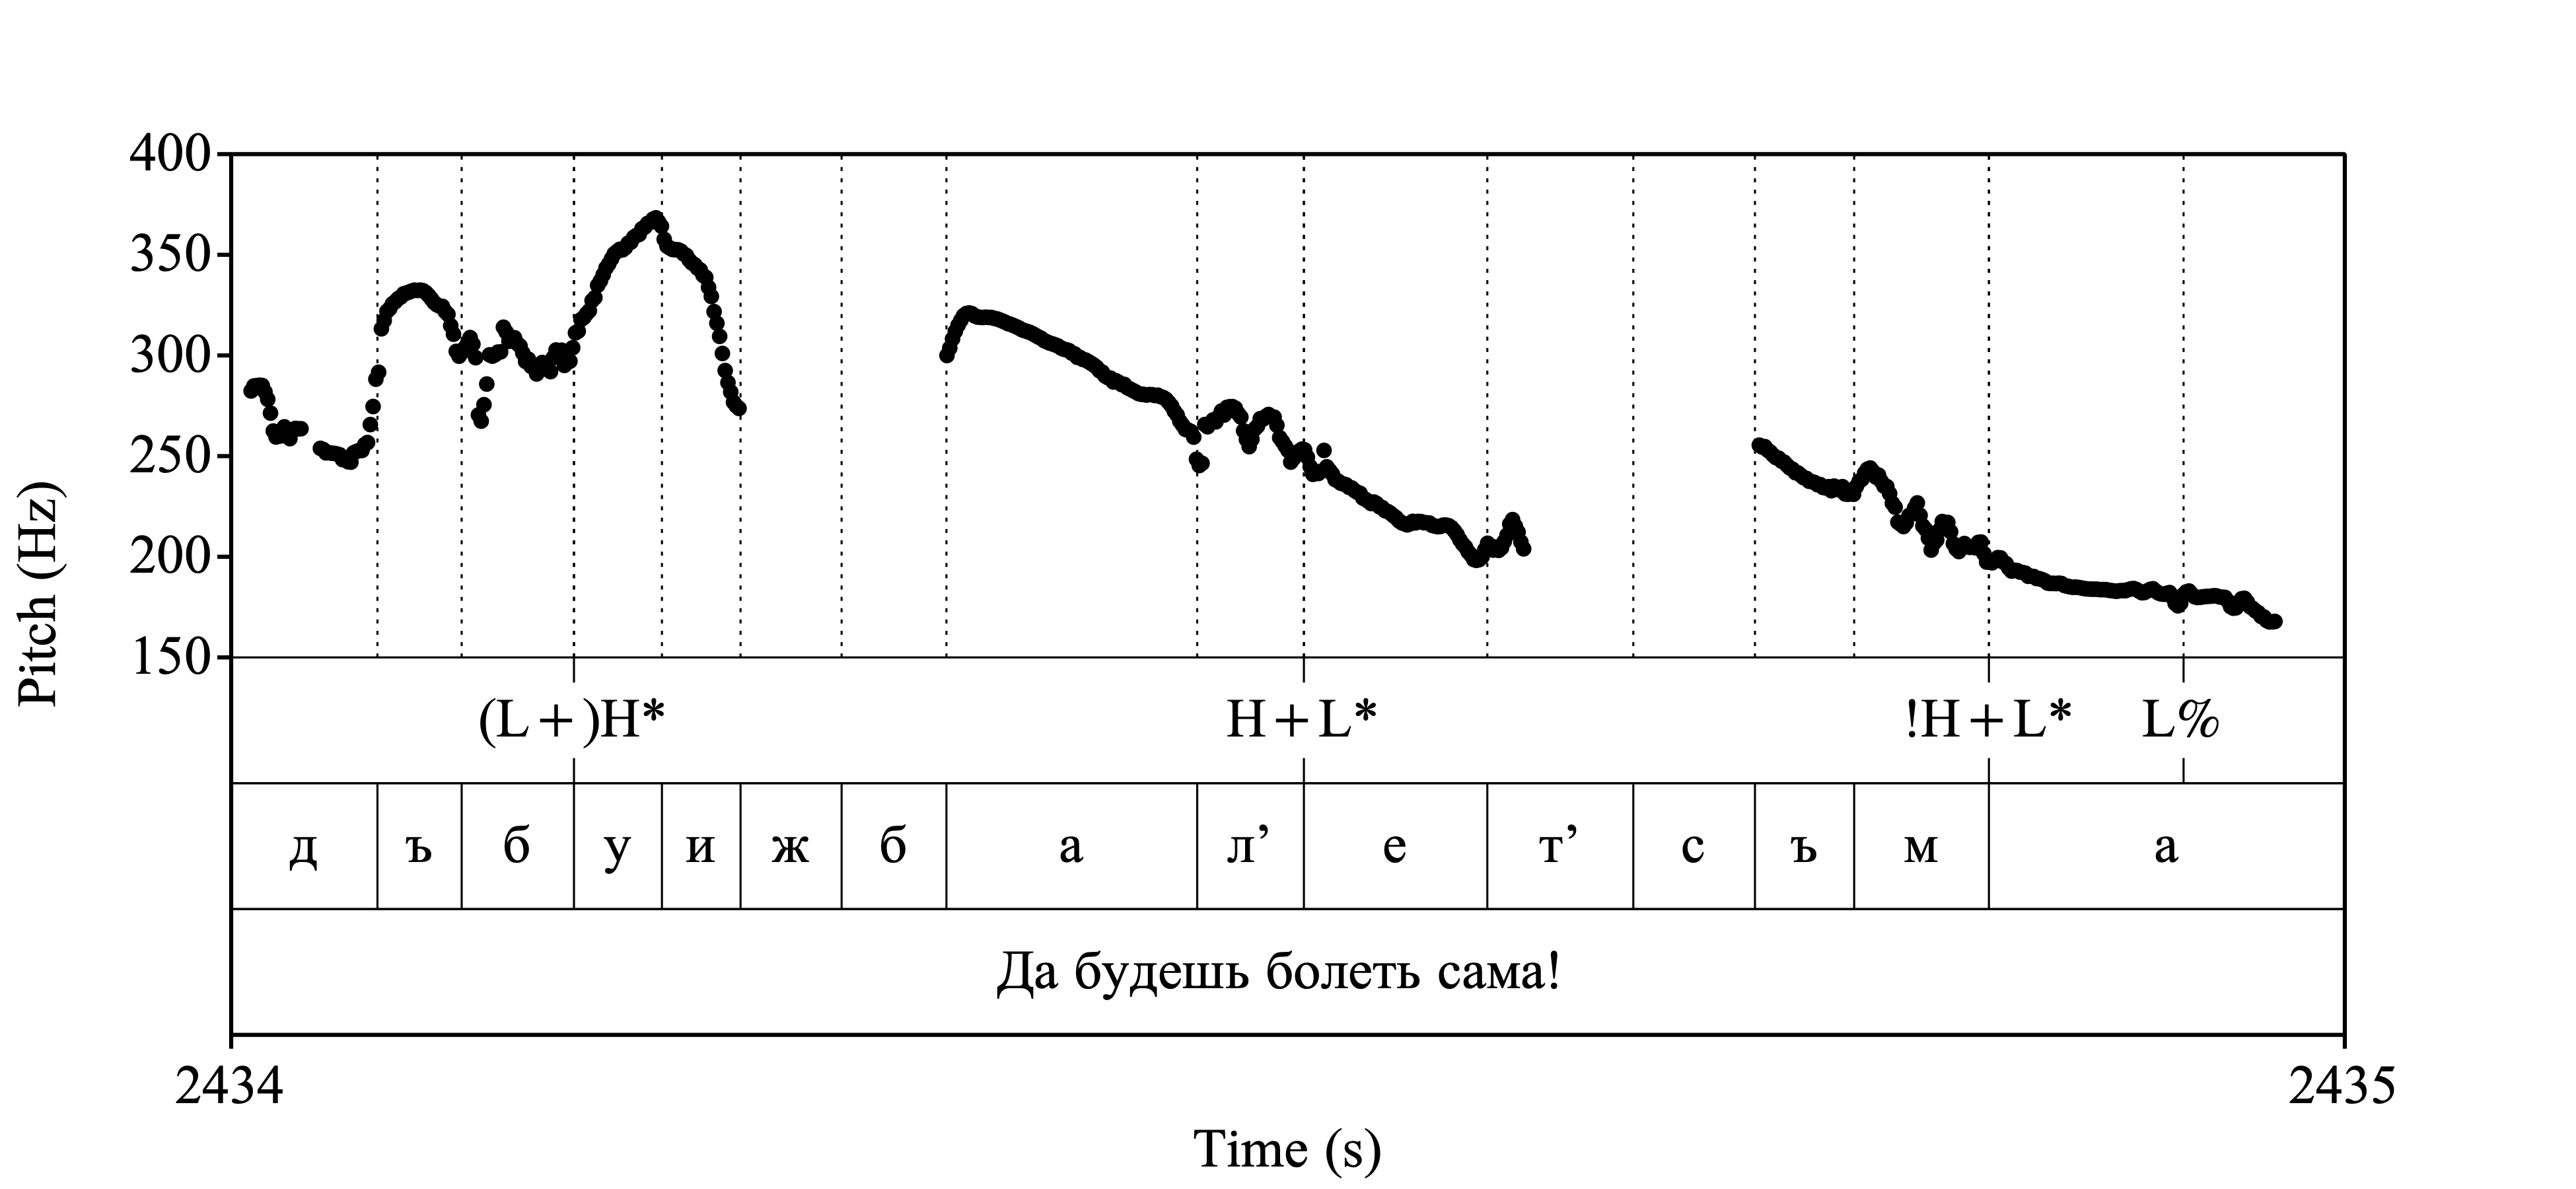 400
350
300
250
200
150
Pitch (Hz)
(L+)H* H+L* !H+L* L%
д ъ б у и ж б а л’ е т’ с ъ м а
Да будешь болеть сама!
2434 2435
Time (s)